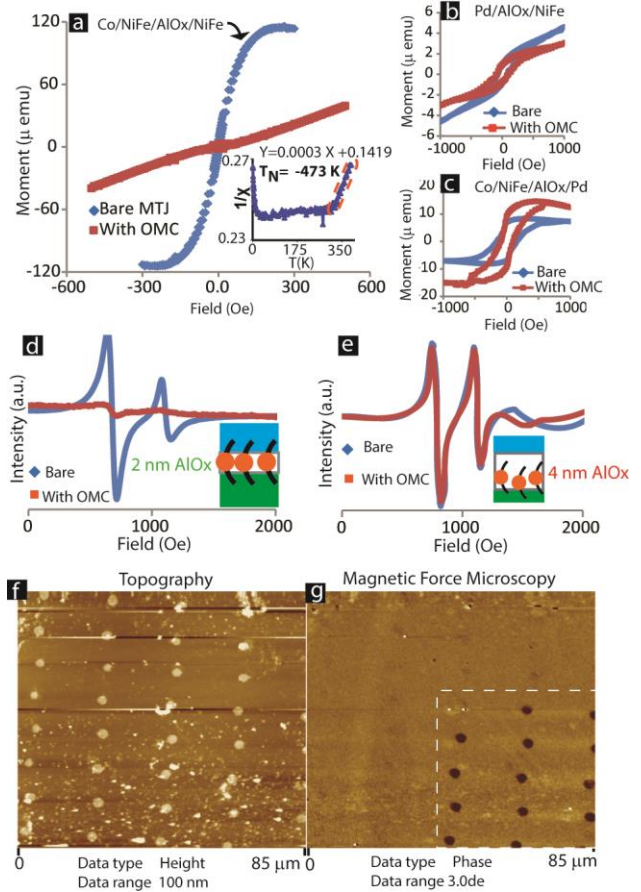 a
Co/NiFe/AlOx/NiFe
Moment (μ emu)
120
60
0
-60
-120
-600
-300
0.0
300
600
Field (Oe)
Bare MTJ
With OMC
Y=0.0003 X +0.1419
T_N= -473 K
0.27
0.23
1/X
0
175
350
T(K)
b
Pd/AlOx/NiFe
Moment (μ emu)
6
4
2
0
-2
-4
-6
-1000
0
1000
Field (Oe)
Bare
With OMC
c
Co/NiFe/AlOx/Pd
Moment (μ emu)
20
10
0
-10
-20
-1000
0
1000
Field (Oe)
Bare
With OMC
d
Intensity (a.u.)
Bare
With OMC
2 nm AlOx
0
1000
2000
Field (Oe)
e
Intensity (a.u.)
Bare
With OMC
4 nm AlOx
0
1000
2000
Field (Oe)
f
Topography
0
85 μm
Data type Height
Data range 100 nm
g
Magnetic Force Microscopy
0
85 μm
Data type Phase
Data range 3.0de